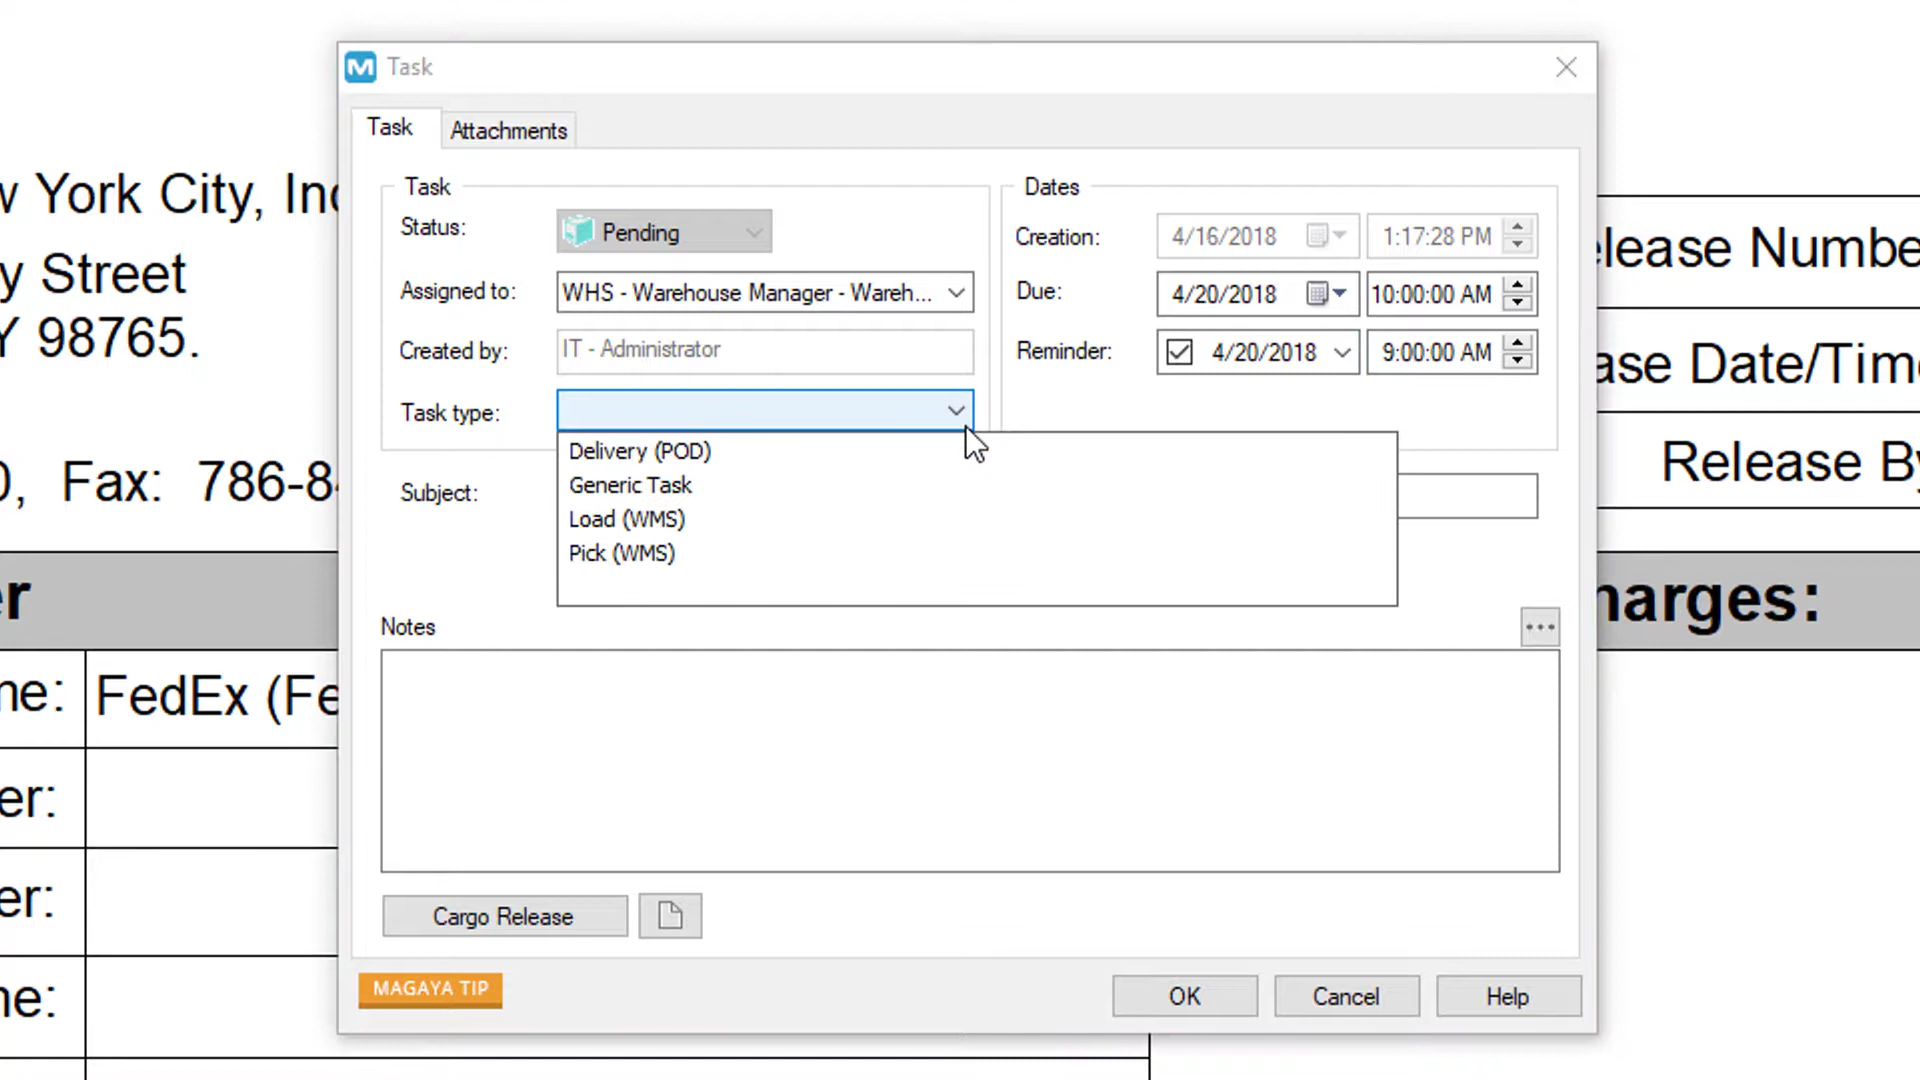 M Task
Task
Attachments
Task
Status:
Pending
Assigned to:
WHS - Warehouse Manager - Wareh...
Created by:
IT - Administrator
Task type:
Delivery (POD)
Generic Task
Load (WMS)
Pick (WMS)
Subject:
Dates
Creation:
4/16/2018
1:17:28 PM
Due:
4/20/2018
10:00:00 AM
Reminder:
4/20/2018
9:00:00 AM
Notes
...
Cargo Release
MAGAYA TIP
OK
Cancel
Help
w York City, Inc
y Street
Y 98765.
0, Fax: 786-84
er
me:
FedEx (Fe
er:
er:
me:
elease Numbe
ase Date/Time
Release By
harges: